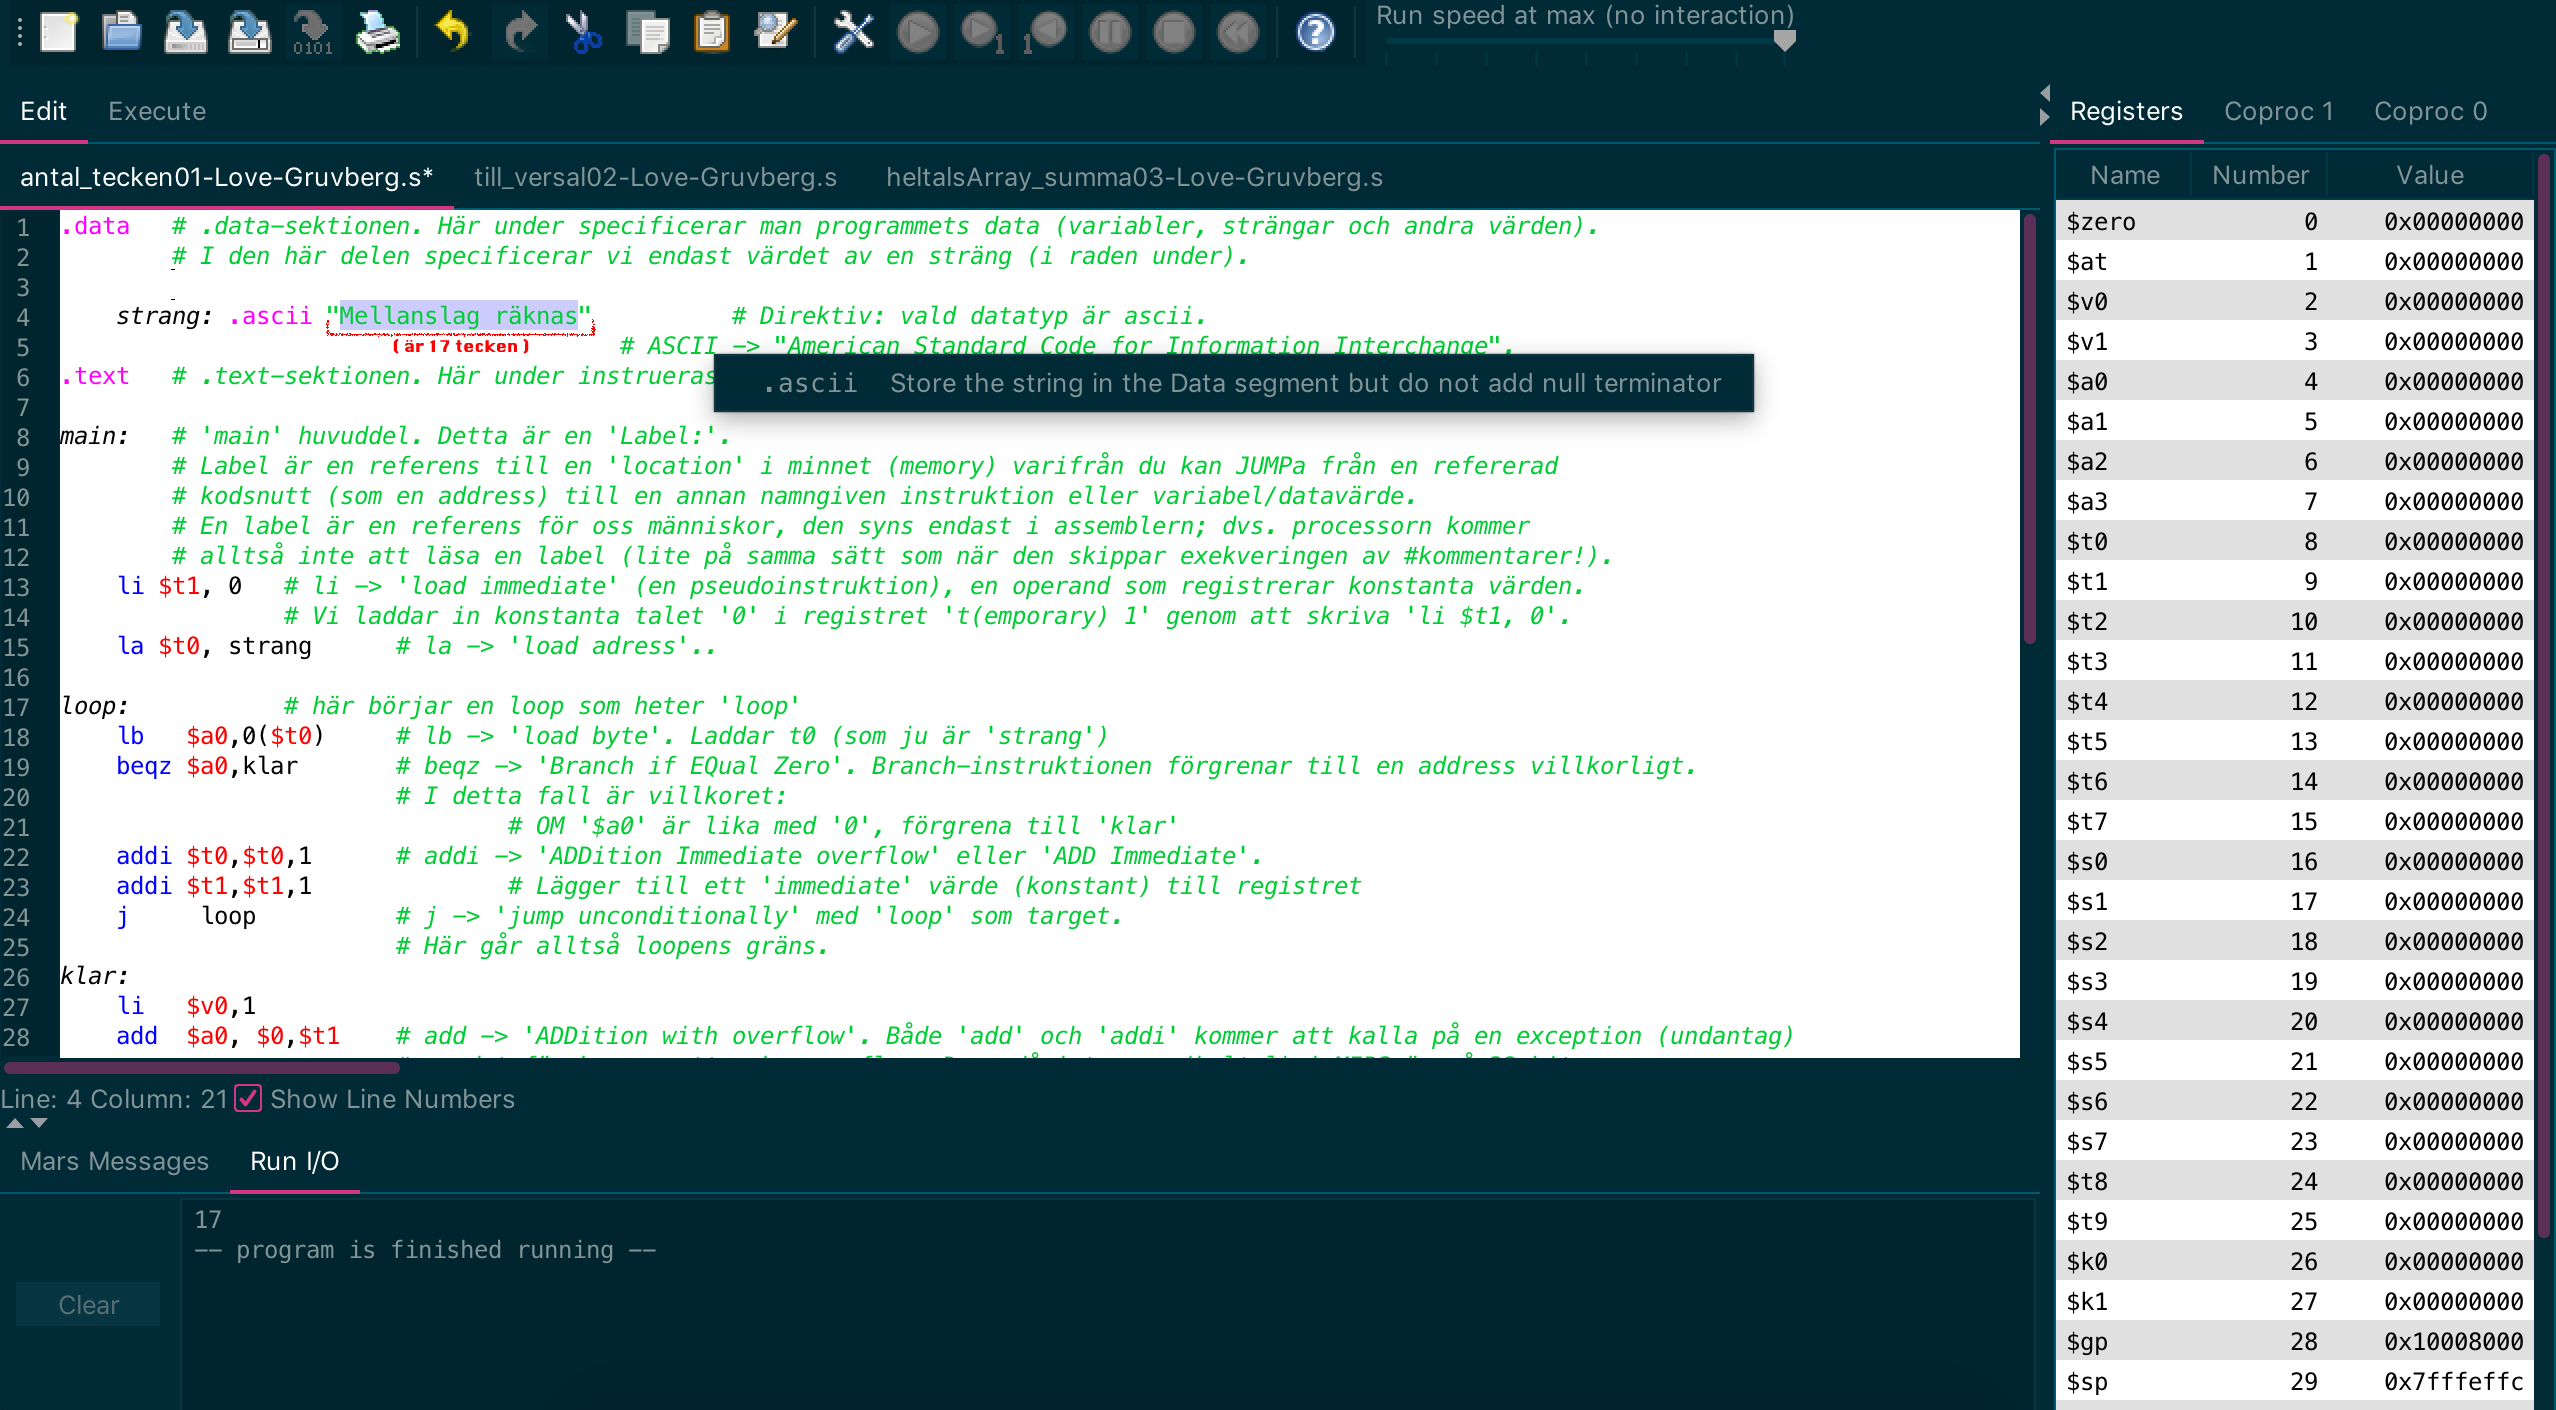 0101
1
1
Run speed at max (no interaction)
Edit Execute
antal_tecken01-Love-Gruvberg.s* till_versal02-Love-Gruvberg.s heltalsArray_summa03-Love-Gruvberg.s
1 .data # .data-sektionen. Här under specificerar man programmets data (variabler, strängar och andra värden).
2 # I den här delen specificerar vi endast värdet av en sträng (i raden under).
3
4 strang: .ascii "Mellanslag räknas" # Direktiv: vald datatyp är ascii.
( är 17 tecken )
5 # ASCII -> "American Standard Code for Information Interchange".
6 .text # .text-sektionen. Här under instrueras
.ascii Store the string in the Data segment but do not add null terminator
7
8 main: # 'main' huvuddel. Detta är en 'Label:'.
9 # Label är en referens till en 'location' i minnet (memory) varifrån du kan JUMPa från en refererad
10 # kodsnutt (som en address) till en annan namngiven instruktion eller variabel/datavärde.
11 # En label är en referens för oss människor, den syns endast i assemblern; dvs. processorn kommer
12 # alltså inte att läsa en label (lite på samma sätt som när den skippar exekveringen av #kommentarer!).
13 li $t1, 0 # li -> 'load immediate' (en pseudoinstruktion), en operand som registrerar konstanta värden.
14 # Vi laddar in konstanta talet '0' i registret 't(emporary) 1' genom att skriva 'li $t1, 0'.
15 la $t0, strang # la -> 'load adress'..
16
17 loop: # här börjar en loop som heter 'loop'
18 lb $a0,0($t0) # lb -> 'load byte'. Laddar t0 (som ju är 'strang')
19 beqz $a0,klar # beqz -> 'Branch if EQual Zero'. Branch-instruktionen förgrenar till en address villkorligt.
20 # I detta fall är villkoret:
21 # OM '$a0' är lika med '0', förgrena till 'klar'
22 addi $t0,$t0,1 # addi -> 'ADDition Immediate overflow' eller 'ADD Immediate'.
23 addi $t1,$t1,1 # Lägger till ett 'immediate' värde (konstant) till registret
24 j loop # j -> 'jump unconditionally' med 'loop' som target.
25 # Här går alltså loopens gräns.
26 klar:
27 li $v0,1
28 add $a0, $0,$t1 # add -> 'ADDition with overflow'. Både 'add' och 'addi' kommer att kalla på en exception (undantag)
Line: 4 Column: 21 Show Line Numbers
Mars Messages Run I/O
17
-- program is finished running --
Clear
Registers Coproc 1 Coproc 0
Name Number Value
$zero 0 0x00000000
$at 1 0x00000000
$v0 2 0x00000000
$v1 3 0x00000000
$a0 4 0x00000000
$a1 5 0x00000000
$a2 6 0x00000000
$a3 7 0x00000000
$t0 8 0x00000000
$t1 9 0x00000000
$t2 10 0x00000000
$t3 11 0x00000000
$t4 12 0x00000000
$t5 13 0x00000000
$t6 14 0x00000000
$t7 15 0x00000000
$s0 16 0x00000000
$s1 17 0x00000000
$s2 18 0x00000000
$s3 19 0x00000000
$s4 20 0x00000000
$s5 21 0x00000000
$s6 22 0x00000000
$s7 23 0x00000000
$t8 24 0x00000000
$t9 25 0x00000000
$k0 26 0x00000000
$k1 27 0x00000000
$gp 28 0x10008000
$sp 29 0x7fffeffc